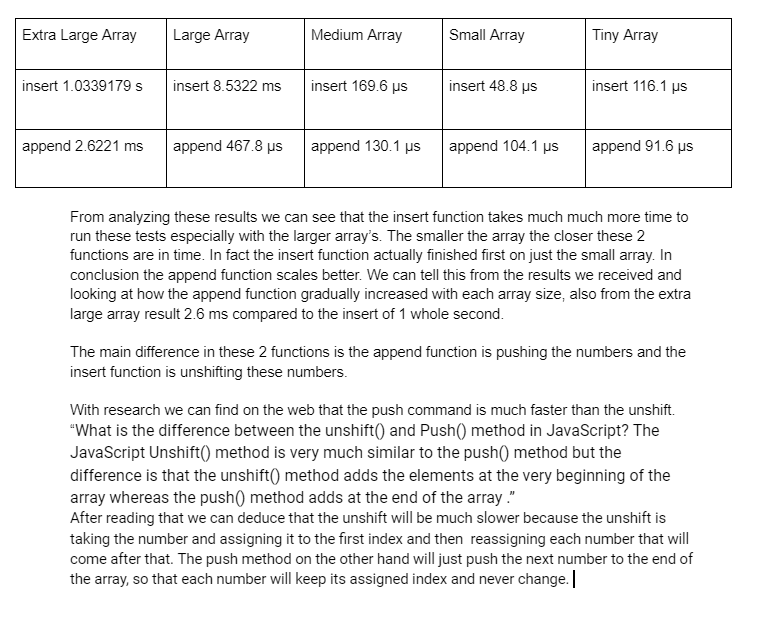 Extra Large Array Large Array Medium Array Small Array Tiny Array
insert 1.0339179 s insert 8.5322 ms insert 169.6 μs insert 48.8 μs insert 116.1 μs
append 2.6221 ms append 467.8 μs append 130.1 μs append 104.1 μs append 91.6 μs
From analyzing these results we can see that the insert function takes much much more time to
run these tests especially with the larger array's. The smaller the array the closer these 2
functions are in time. In fact the insert function actually finished first on just the small array. In
conclusion the append function scales better. We can tell this from the results we received and
looking at how the append function gradually increased with each array size, also from the extra
large array result 2.6 ms compared to the insert of 1 whole second.
The main difference in these 2 functions is the append function is pushing the numbers and the
insert function is unshifting these numbers.
With research we can find on the web that the push command is much faster than the unshift.
“What is the difference between the unshift() and Push() method in JavaScript? The
JavaScript Unshift() method is very much similar to the push() method but the
difference is that the unshift() method adds the elements at the very beginning of the
array whereas the push() method adds at the end of the array .”
After reading that we can deduce that the unshift will be much slower because the unshift is
taking the number and assigning it to the first index and then  reassigning each number that will
come after that. The push method on the other hand will just push the next number to the end of
the array, so that each number will keep its assigned index and never change.